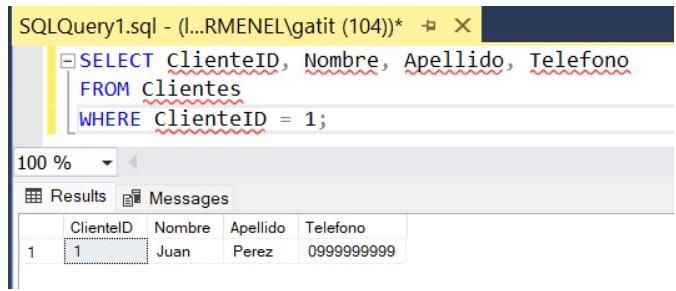 SQLQuery1.sql - (l...RMENEL\gatit (104))*
SELECT ClienteID, Nombre, Apellido, Telefono
FROM Clientes
WHERE ClienteID = 1;
100 %
Results Messages
ClienteID Nombre Apellido Telefono
1 1 Juan Perez 0999999999